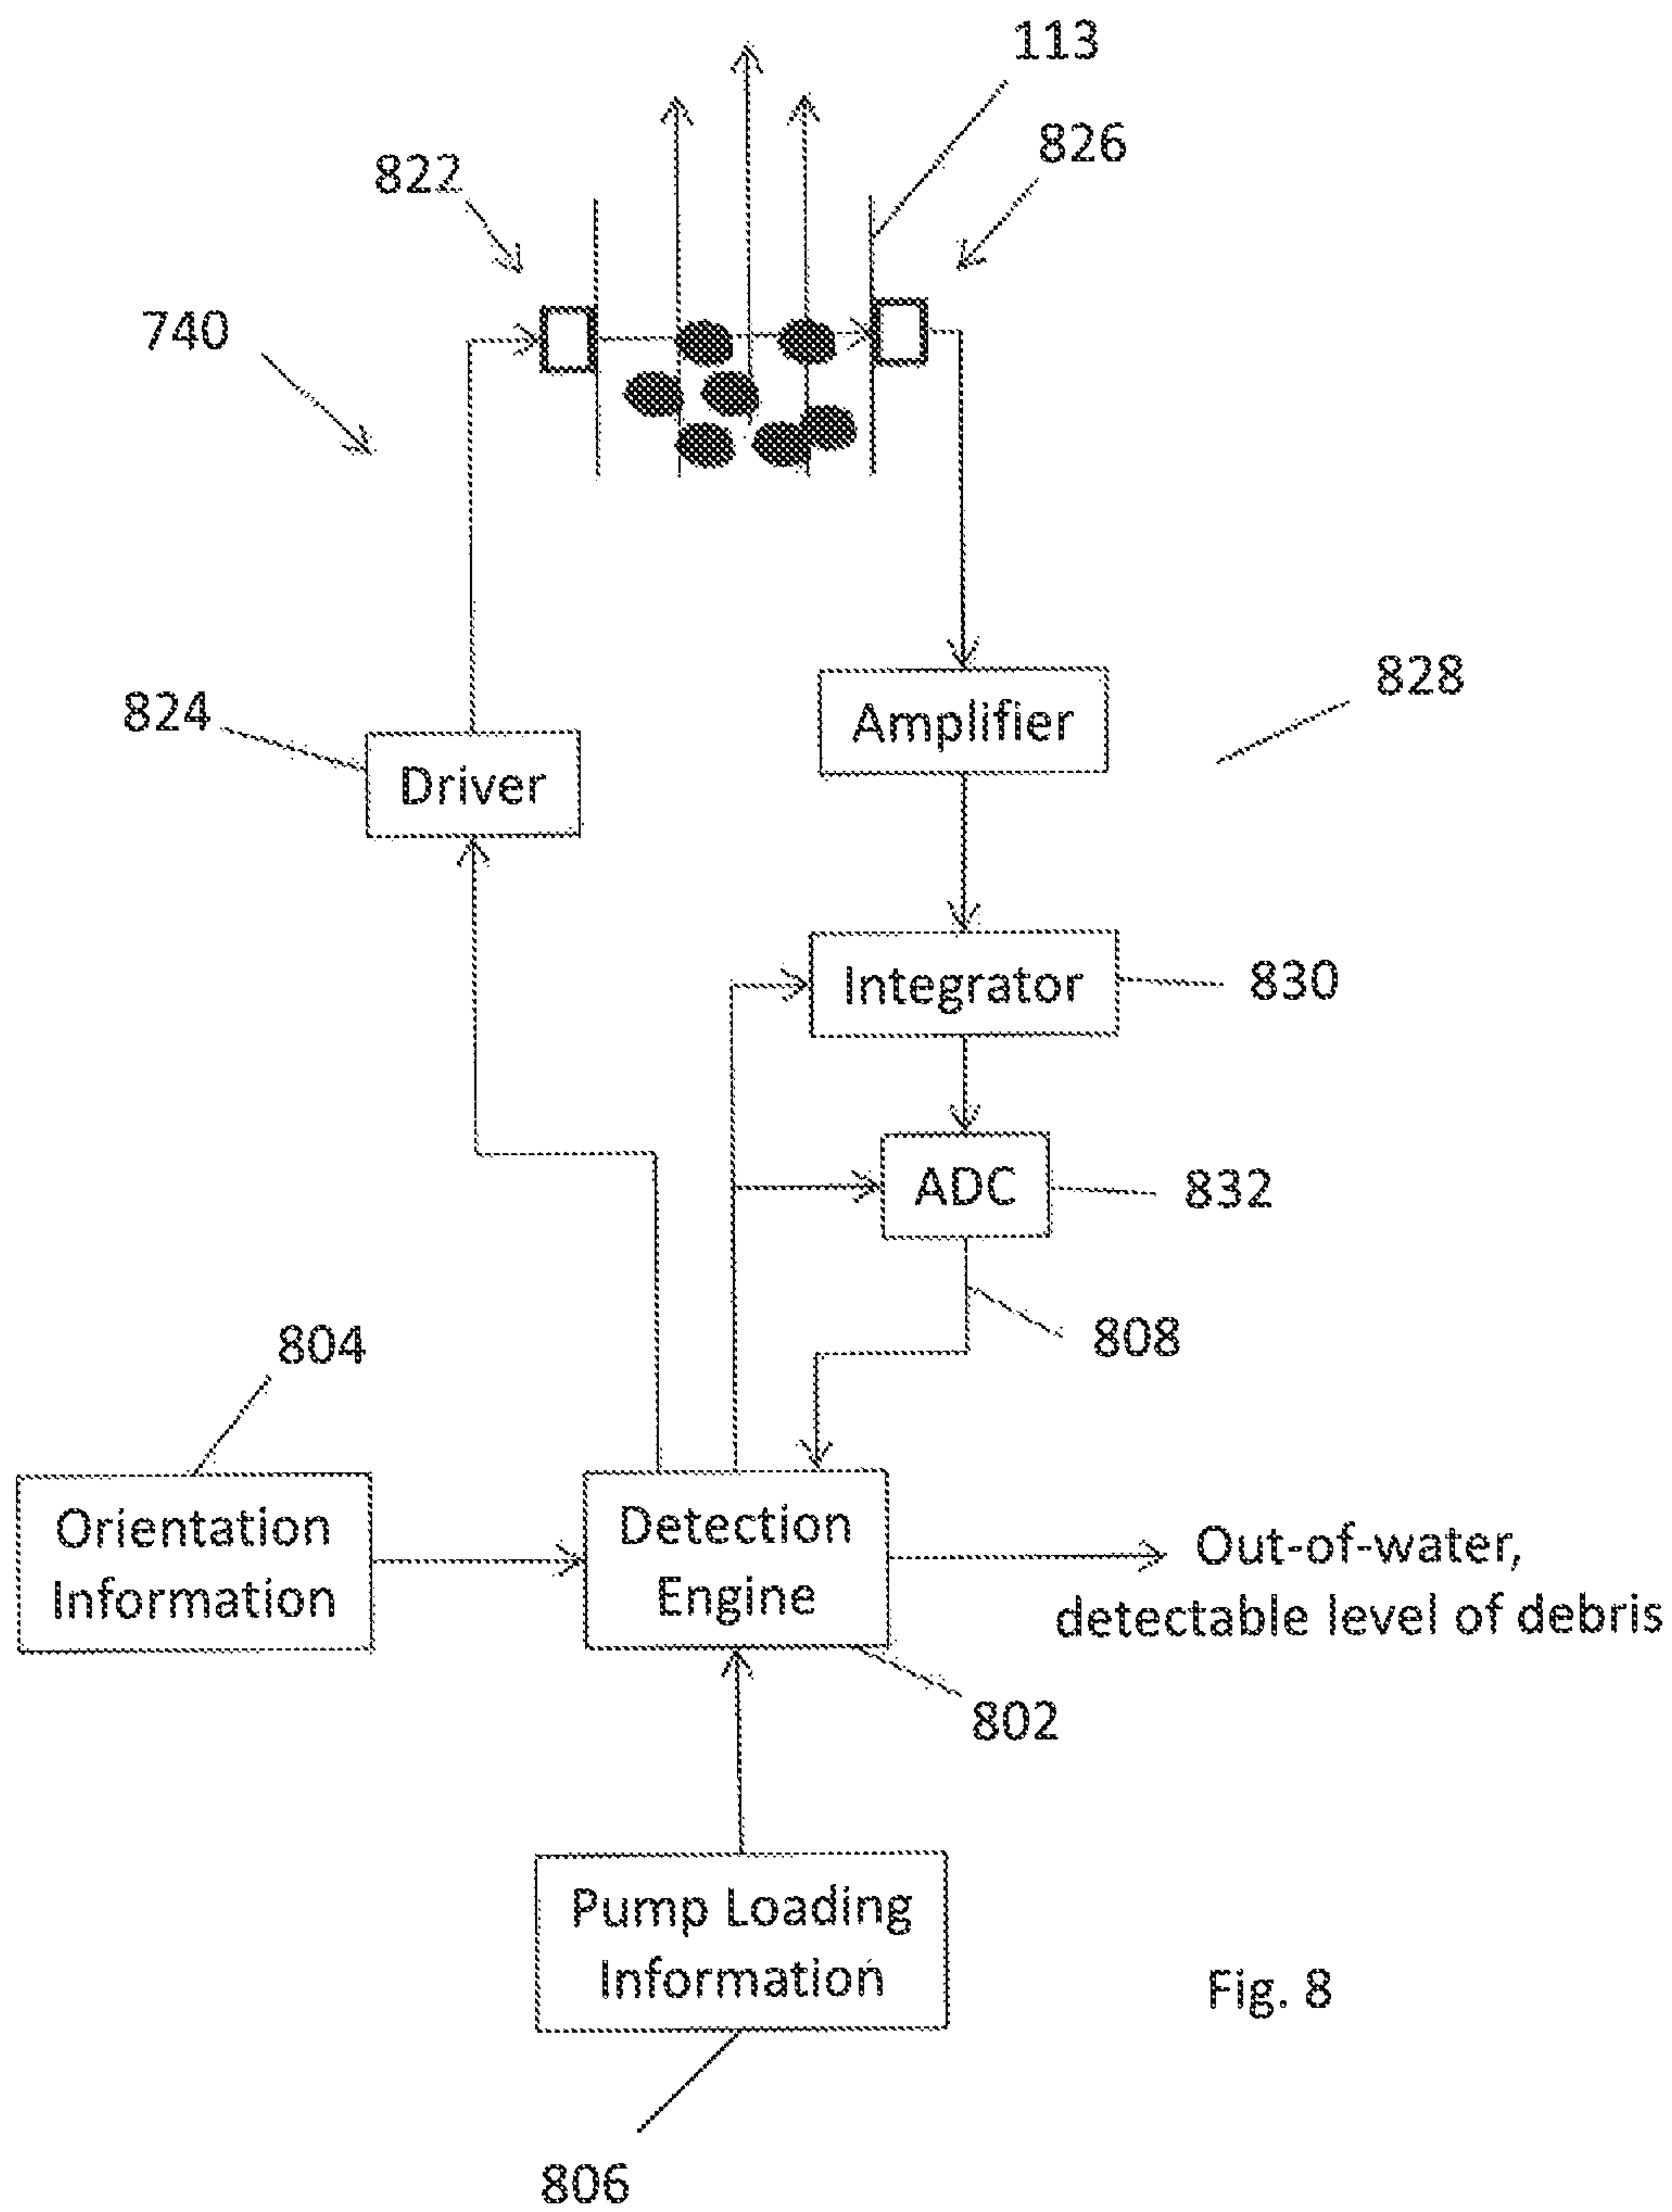 113
826
822
740
828
824
Amplifier
Driver
Integrator
830
ADC
832
808
804
Orientation
Information
Detection
Engine
Out-of-water,
detectable level of debris
802
Pump Loading
Information
Fig. 8
806